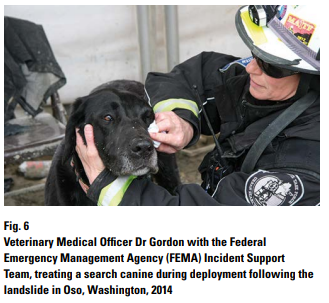 Fig. 6
Veterinary Medical Officer Dr Gordon with the Federal
Emergency Management Agency (FEMA) Incident Support
Team, treating a search canine during deployment following the
landslide in Oso, Washington, 2014